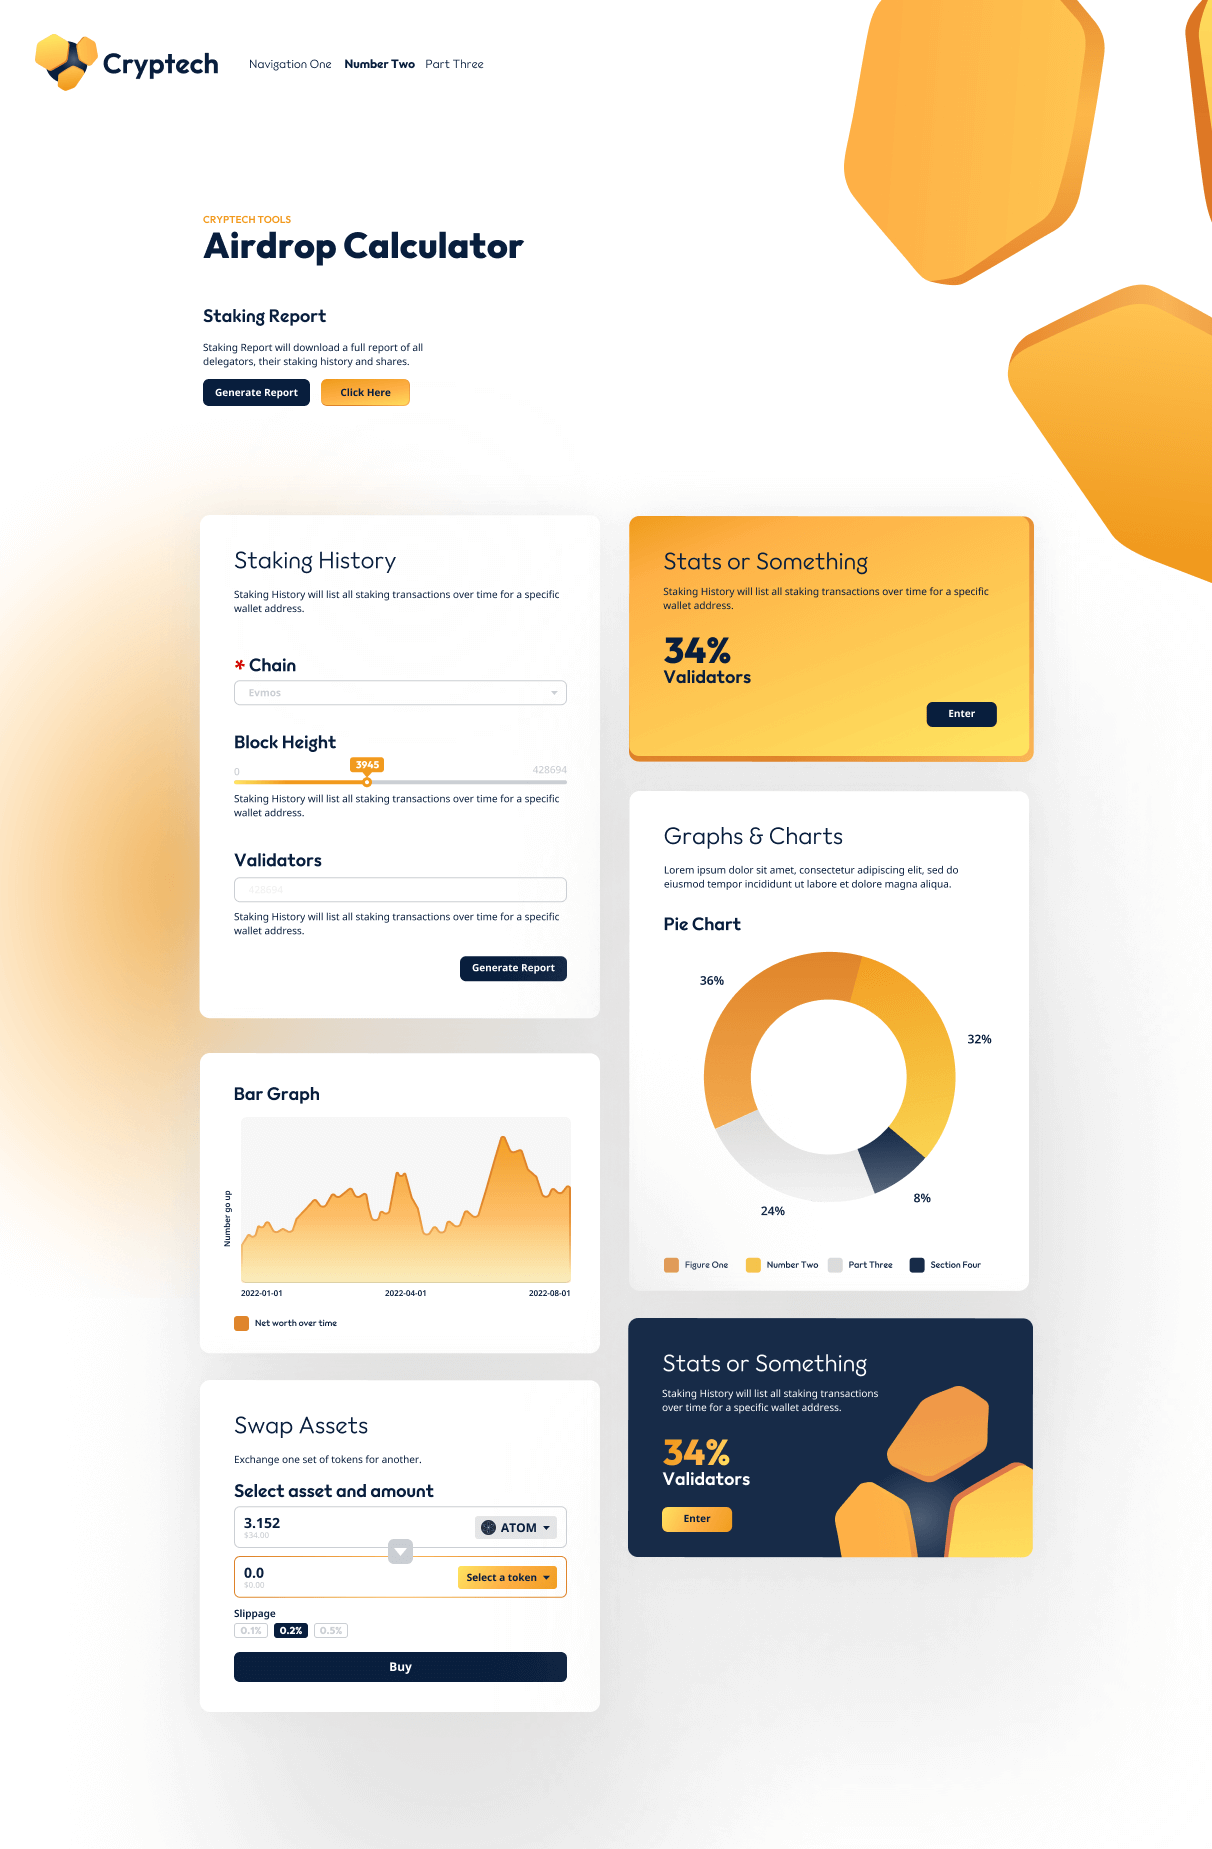 Cryptech
Navigation One Number Two Part Three
CRYPTECH TOOLS
Airdrop Calculator
Staking Report
Staking Report will download a full report of all
delegators, their staking history and shares.
Generate Report Click Here
Staking History
Staking History will list all staking transactions over time for a specific
wallet address.
* Chain
Evmos
Block Height
3945
0 428694
Staking History will list all staking transactions over time for a specific
wallet address.
Validators
428694
Staking History will list all staking transactions over time for a specific
wallet address.
Generate Report
Bar Graph
Number go up
2022-01-01 2022-04-01 2022-08-01
Net worth over time
Swap Assets
Exchange one set of tokens for another.
Select asset and amount
3.152
$34.00
ATOM
0.0
$0.00
Select a token
Slippage
0.1% 0.2% 0.5%
Buy
Stats or Something
Staking History will list all staking transactions over time for a specific
wallet address.
34%
Validators
Enter
Graphs & Charts
Lorem ipsum dolor sit amet, consectetur adipiscing elit, sed do
eiusmod tempor incididunt ut labore et dolore magna aliqua.
Pie Chart
36%
32%
8%
24%
Figure One Number Two Part Three Section Four
Stats or Something
Staking History will list all staking transactions
over time for a specific wallet address.
34%
Validators
Enter